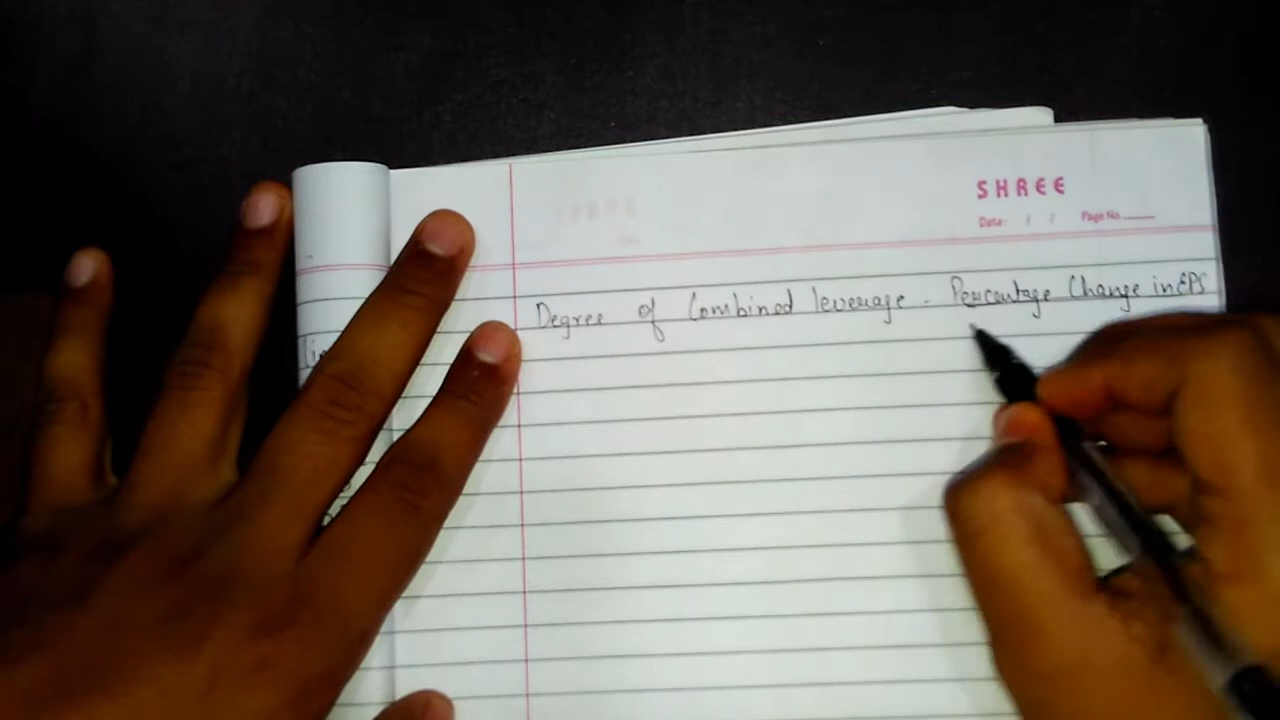 SHREE
Date: / / Page No.
Degree of Combined leverage - Percentage Change in EPS